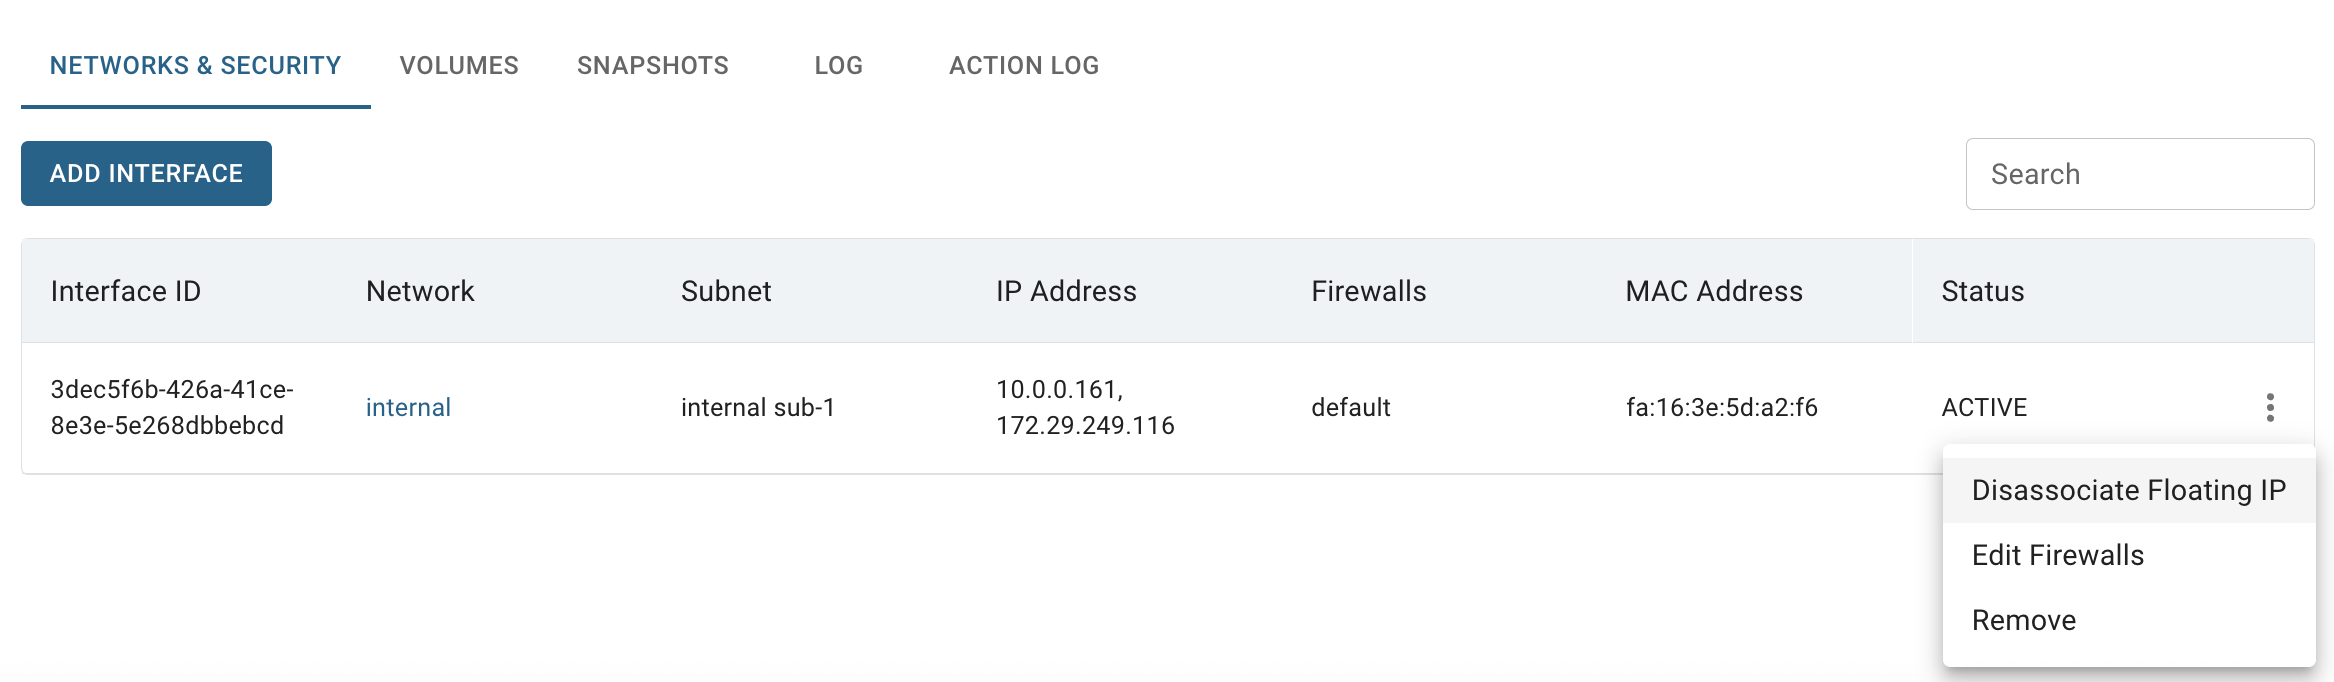 NETWORKS & SECURITY VOLUMES SNAPSHOTS LOG ACTION LOG
ADD INTERFACE Search
Interface ID Network Subnet IP Address Firewalls MAC Address Status
3dec5f6b-426a-41ce-
8e3e-5e268dbbebcd
internal
internal sub-1
10.0.0.161,
172.29.249.116
default
fa:16:3e:5d:a2:f6
ACTIVE
Disassociate Floating IP
Edit Firewalls
Remove